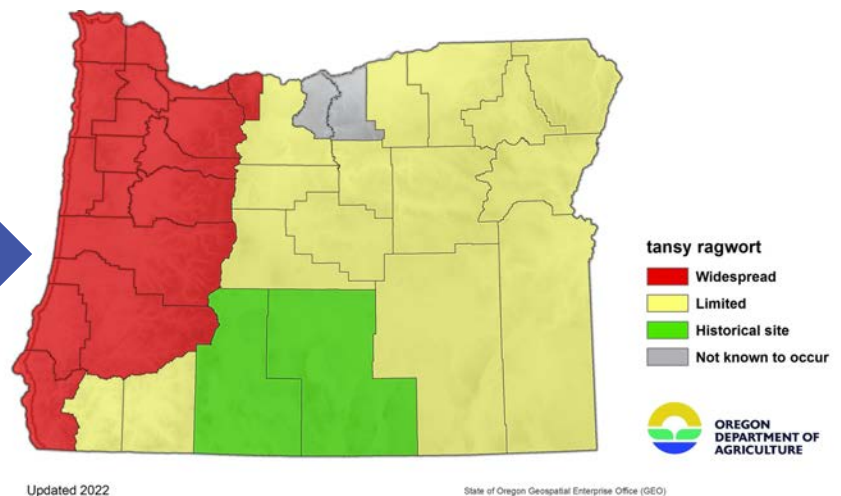 tansy ragwort
Widespread
Limited
Historical site
Not known to occur
OREGON
DEPARTMENT OF
AGRICULTURE
Updated 2022
State of Oregon Geospatial Enterprise Office (GEO)